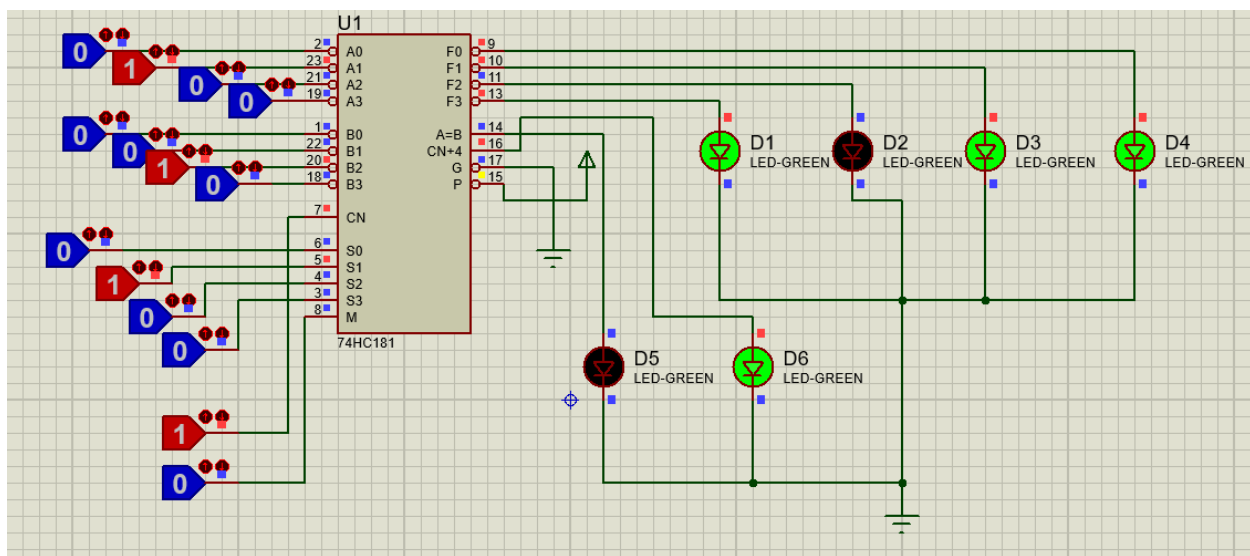 U1
0
1
0
0
0
0
1
0
0
1
0
0
1
0
2
23
21
19
1
22
20
18
7
6
5
4
3
8
A0
A1
A2
A3
B0
B1
B2
B3
CN
S0
S1
S2
S3
M
F0
F1
F2
F3
A=B
CN+4
G
P
9
10
11
13
14
16
17
15
74HC181
D1
LED-GREEN
D2
LED-GREEN
D3
LED-GREEN
D4
LED-GREEN
D5
LED-GREEN
D6
LED-GREEN